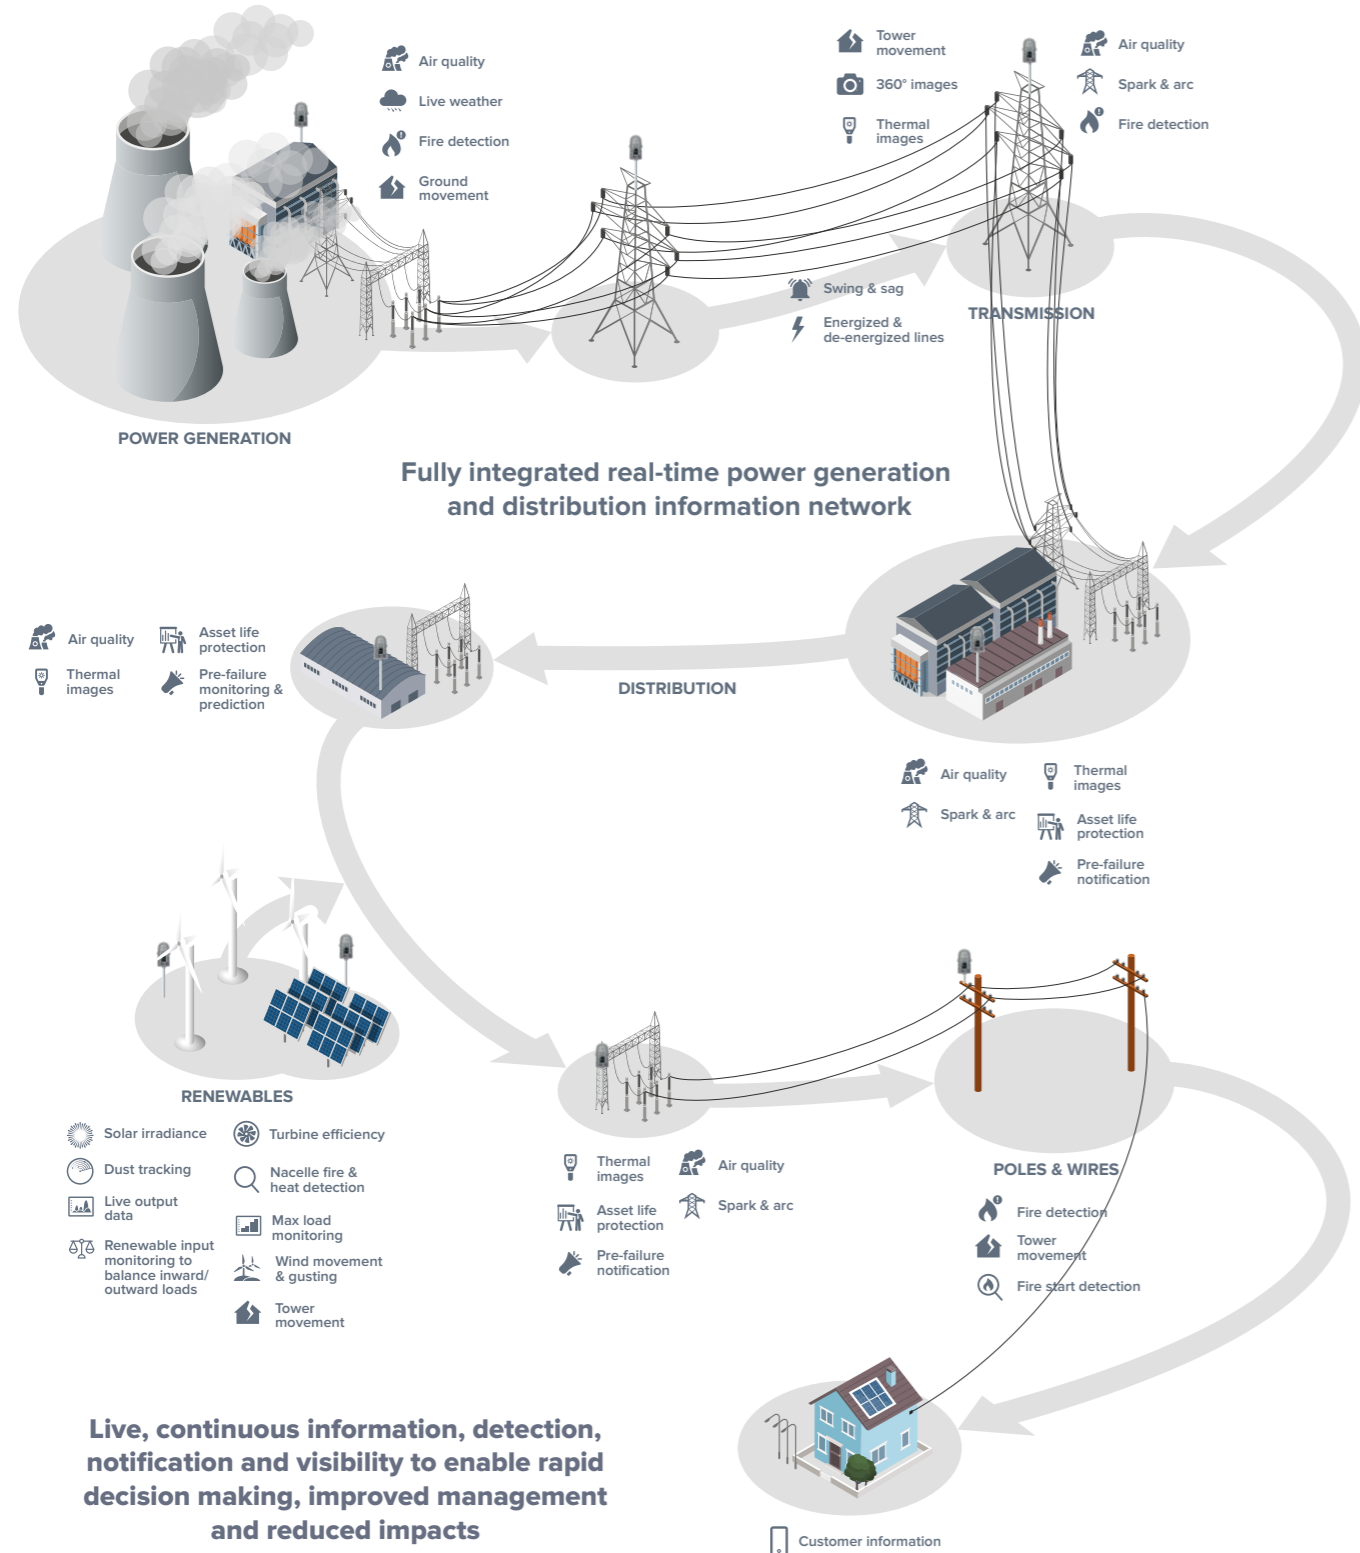 Air quality
Live weather
Fire detection
Ground
movement
POWER GENERATION
Tower
movement
360° images
Thermal
images
Air quality
Spark & arc
Fire detection
Swing & sag
Energized &
de-energized lines
TRANSMISSION
Fully integrated real-time power generation
and distribution information network
Air quality
Thermal
images
Asset life
protection
Pre-failure
monitoring &
prediction
DISTRIBUTION
Air quality
Spark & arc
Thermal
images
Asset life
protection
Pre-failure
notification
RENEWABLES
Solar irradiance
Dust tracking
Live output
data
Renewable input
monitoring to
balance inward/
outward loads
Turbine efficiency
Nacelle fire &
heat detection
Max load
monitoring
Wind movement
& gusting
Tower
movement
Thermal
images
Asset life
protection
Pre-failure
notification
Air quality
Spark & arc
POLES & WIRES
Fire detection
Tower
movement
Fire start detection
Live, continuous information, detection,
notification and visibility to enable rapid
decision making, improved management
and reduced impacts
Customer information